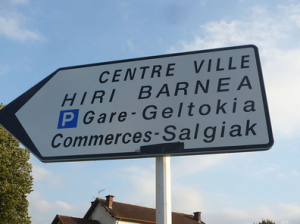 CENTRE VILLE
HIRI BARNEA
P Gare-Geltokia
Commerces-Salgiak